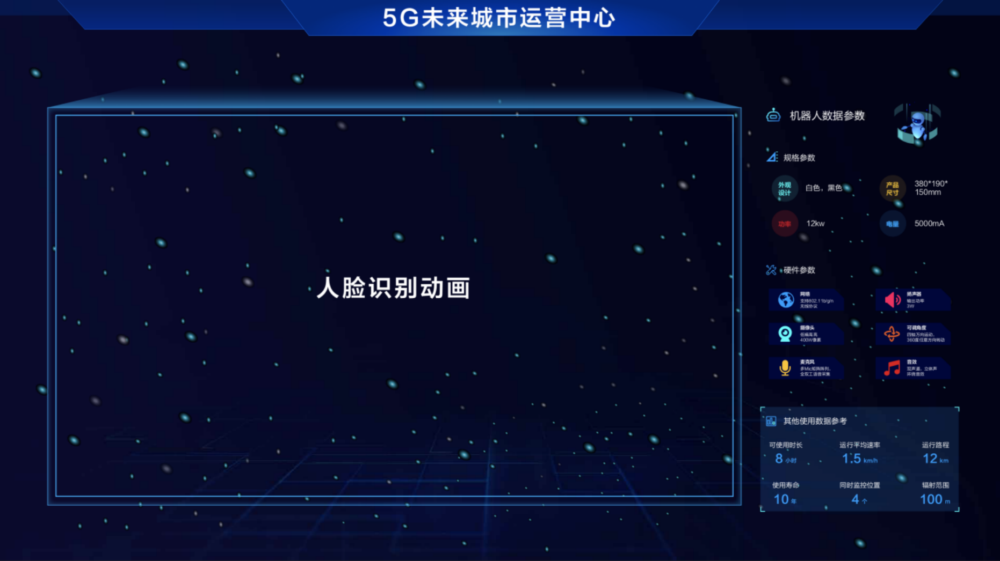 5G未来城市运营中心
人脸识别动画
机器人数据参数
规格参数
外观
设计
白色，黑色
产品
尺寸
380*190*
150mm
功率
12kw
电量
5000mA
硬件参数
网络
支持802.11b/g/n
无线协议
扬声器
输出功率
3W
摄像头
低噪高亮
400W像素
可调角度
四轴万向运动，
360度任意方向转动
麦克风
多Mic矩阵阵列，
全双工语音采集
音效
双声道，立体声
环绕音效
其他使用数据参考
可使用时长
8 小时
运行平均速率
1.5 km/h
运行路程
12 km
使用寿命
10 年
同时监控位置
4 个
辐射范围
100 m